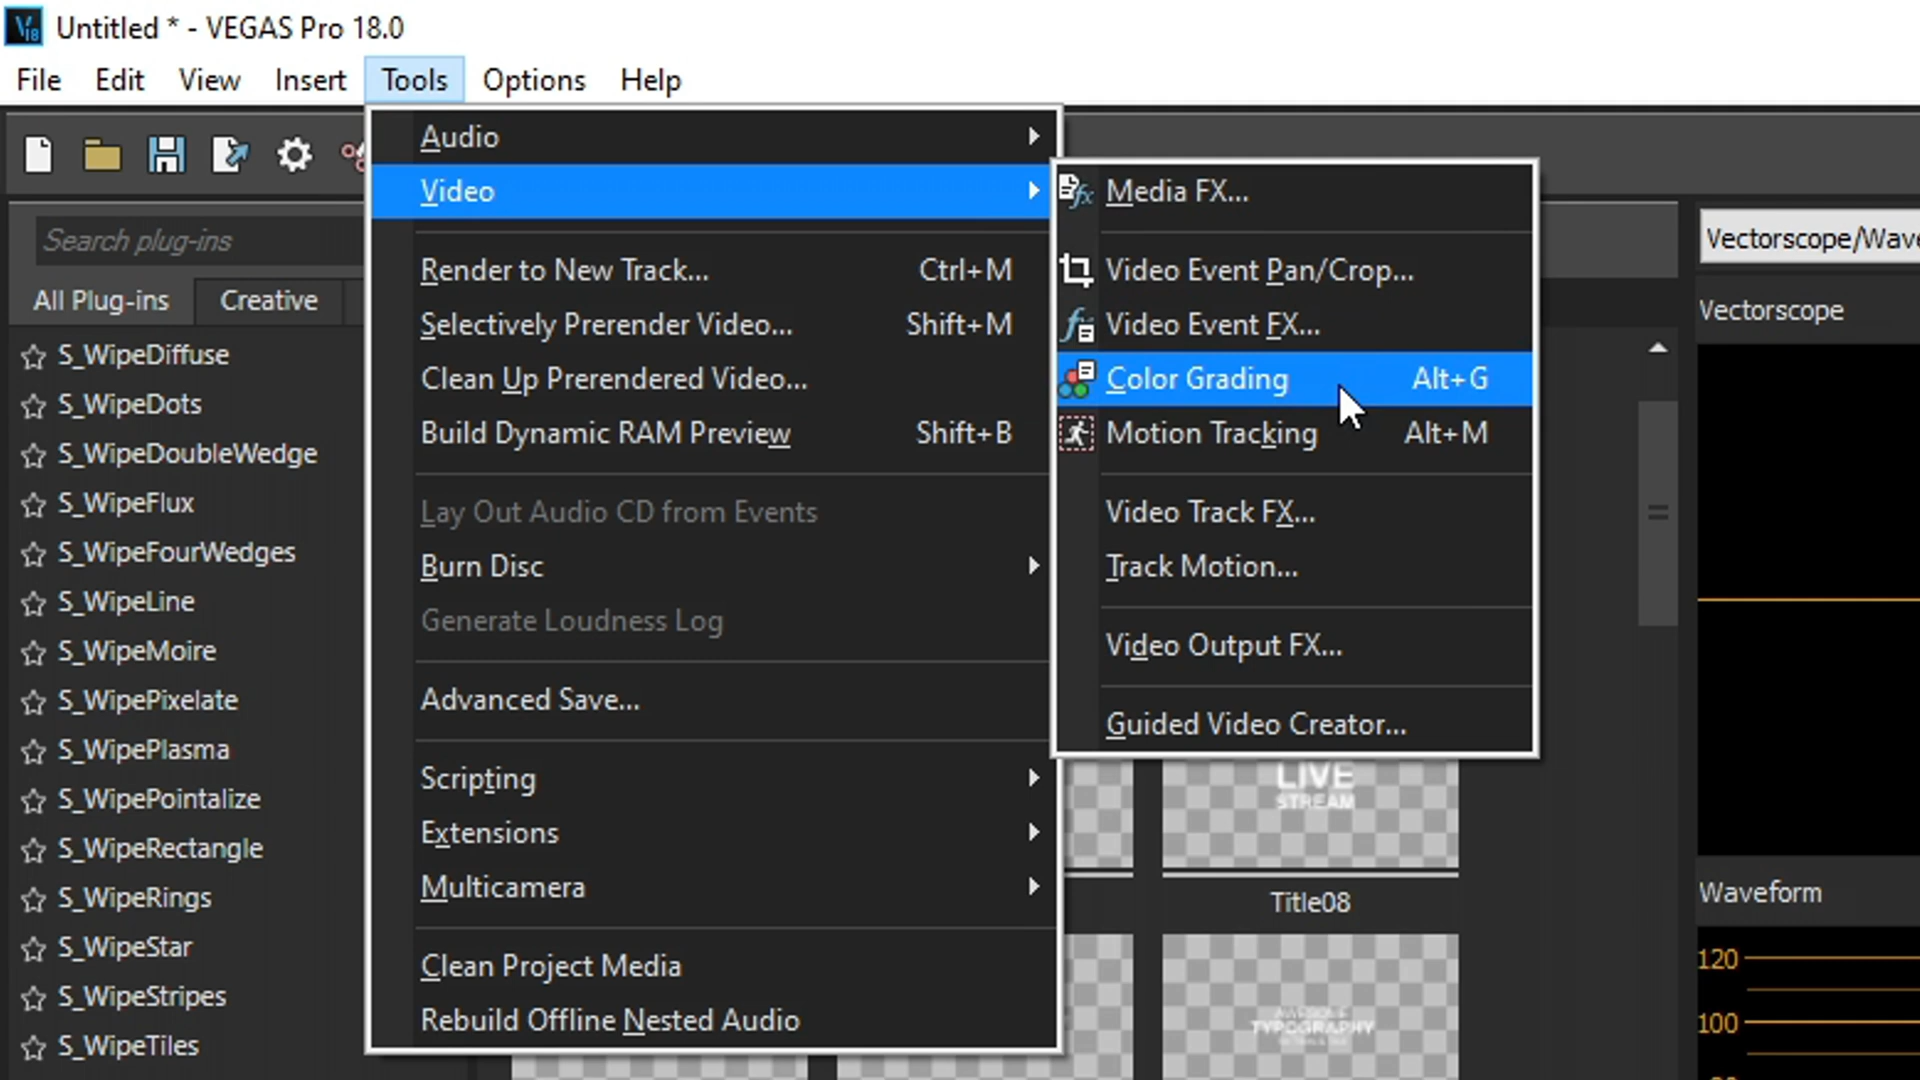 Untitled * - VEGAS Pro 18.0
File Edit View Insert Tools Options Help
Search plug-ins
All Plug-ins Creative
S_WipeDiffuse
S_WipeDots
S_WipeDoubleWedge
S_WipeFlux
S_WipeFourWedges
S_WipeLine
S_WipeMoire
S_WipePixelate
S_WipePlasma
S_WipePointalize
S_WipeRectangle
S_WipeRings
S_WipeStar
S_WipeStripes
S_WipeTiles
Audio
Video
Render to New Track... Ctrl+M
Selectively Prerender Video... Shift+M
Clean Up Prerendered Video...
Build Dynamic RAM Preview Shift+B
Lay Out Audio CD from Events
Burn Disc
Generate Loudness Log
Advanced Save...
Scripting
Extensions
Multicamera
Clean Project Media
Rebuild Offline Nested Audio
Media FX...
Video Event Pan/Crop...
Video Event FX...
Color Grading Alt+G
Motion Tracking Alt+M
Video Track FX...
Track Motion...
Video Output FX...
Guided Video Creator...
LIVE
STREAM
Title08
AWESOME
TYPOGRAPHY
Vectorscope/Wave
Vectorscope
Waveform
120
100